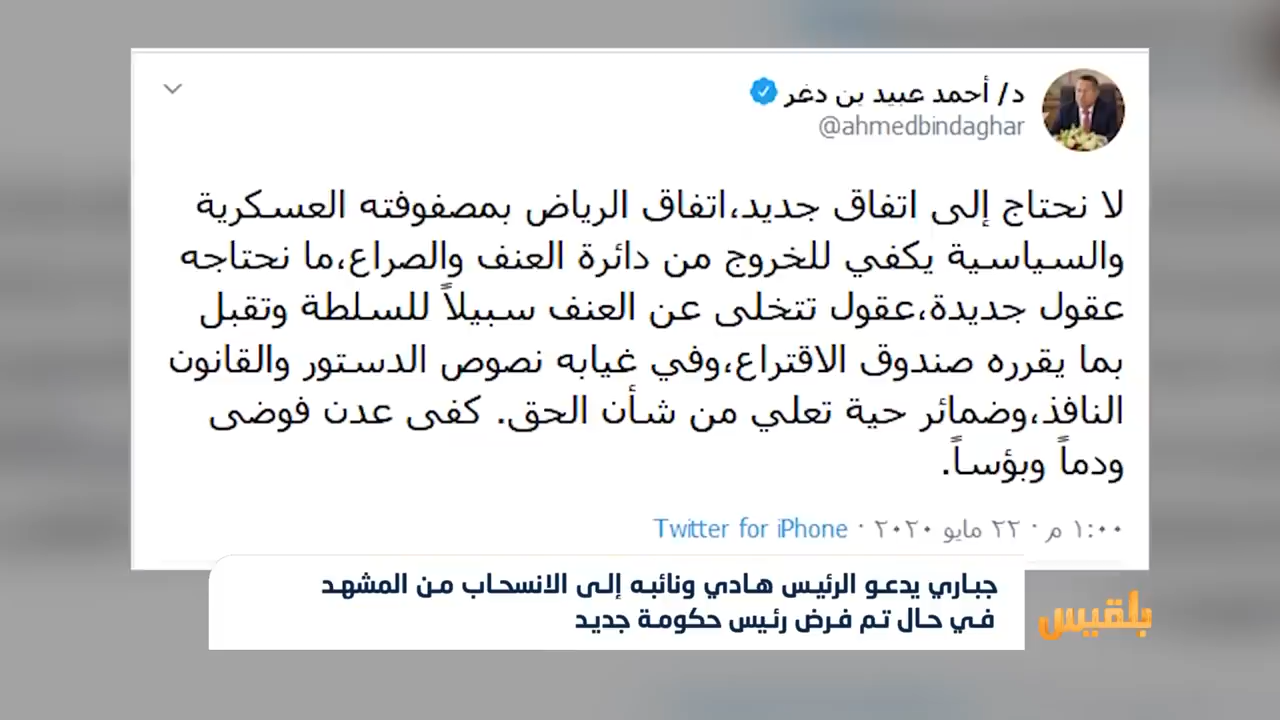 د/ أحمد عبيد بن دغر
@ahmedbindaghar
لا نحتاج إلى اتفاق جديد،اتفاق الرياض بمصفوفته العسكرية
والسياسية يكفي للخروج من دائرة العنف والصراع،ما نحتاجه
عقول جديدة،عقول تتخلى عن العنف سبيلاً للسلطة وتقبل
بما يقرره صندوق الاقتراع،وفي غيابه نصوص الدستور والقانون
النافذ،وضمائر حية تعلي من شأن الحق. كفى عدن فوضى
ودماً وبؤساً.
١:٠٠ م · ٢٢ مايو ٢٠٢٠ · Twitter for iPhone
جباري يدعو الرئيس هادي ونائبه إلى الانسحاب من المشهد
في حال تم فرض رئيس حكومة جديد
بلقيس